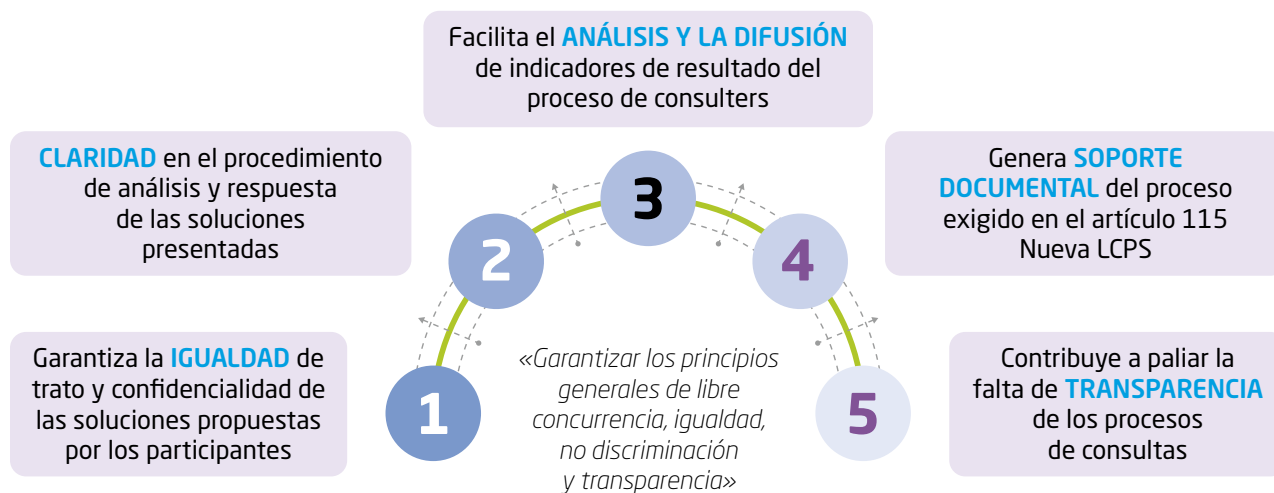 Facilita el ANÁLISIS Y LA DIFUSIÓN
de indicadores de resultado del
proceso de consulters
CLARIDAD en el procedimiento
de análisis y respuesta
de las soluciones
presentadas
Genera SOPORTE
DOCUMENTAL del proceso
exigido en el artículo 115
Nueva LCPS
Garantiza la IGUALDAD de
trato y confidencialidad de
las soluciones propuestas
por los participantes
Contribuye a paliar la
falta de TRANSPARENCIA
de los procesos
de consultas
1
2
3
4
5
«Garantizar los principios
generales de libre
concurrencia, igualdad,
no discriminación
y transparencia»